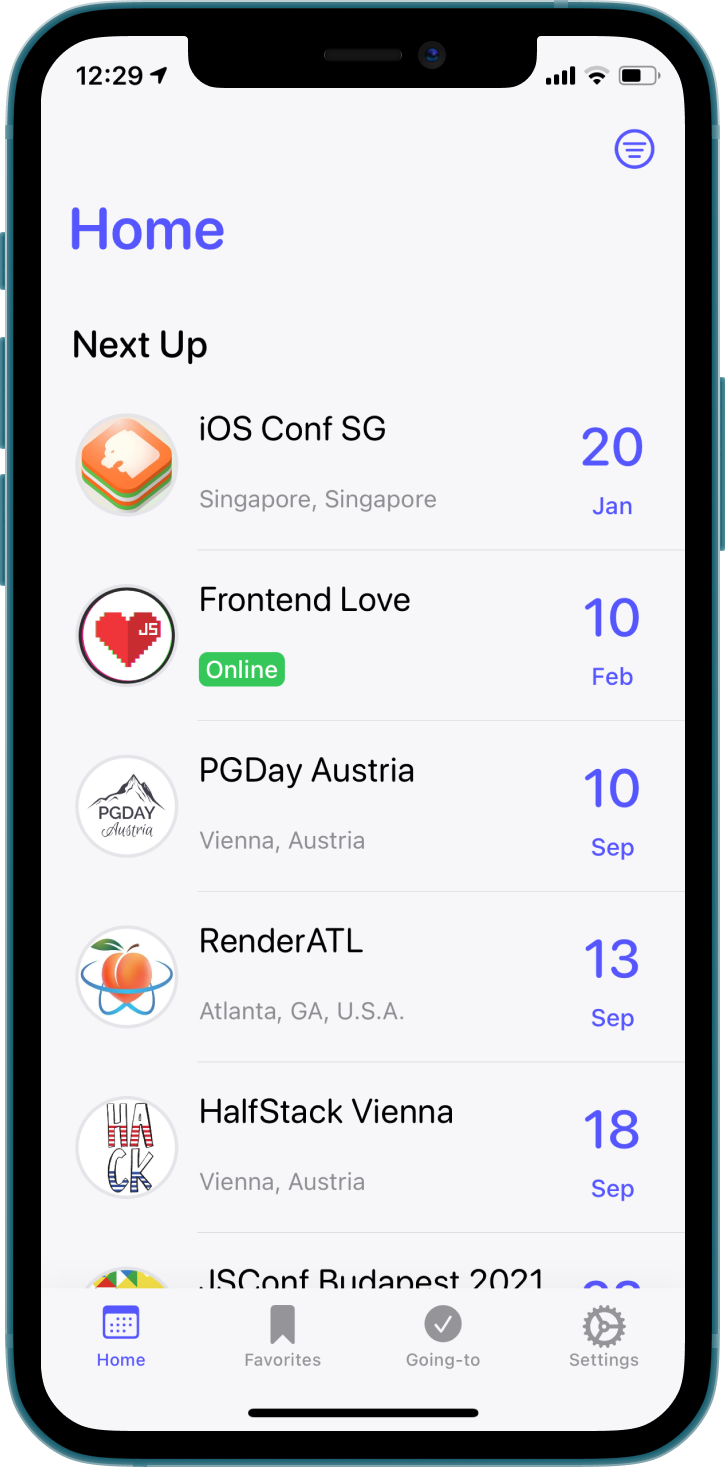 12:29
Home
Next Up
iOS Conf SG
Singapore, Singapore
20
Jan
JS
Frontend Love
Online
10
Feb
PGDAY
Austria
PGDay Austria
Vienna, Austria
10
Sep
RenderATL
Atlanta, GA, U.S.A.
13
Sep
HA
CK
HalfStack Vienna
Vienna, Austria
18
Sep
JSConf Budapest 2021
Home
Favorites
Going-to
Settings